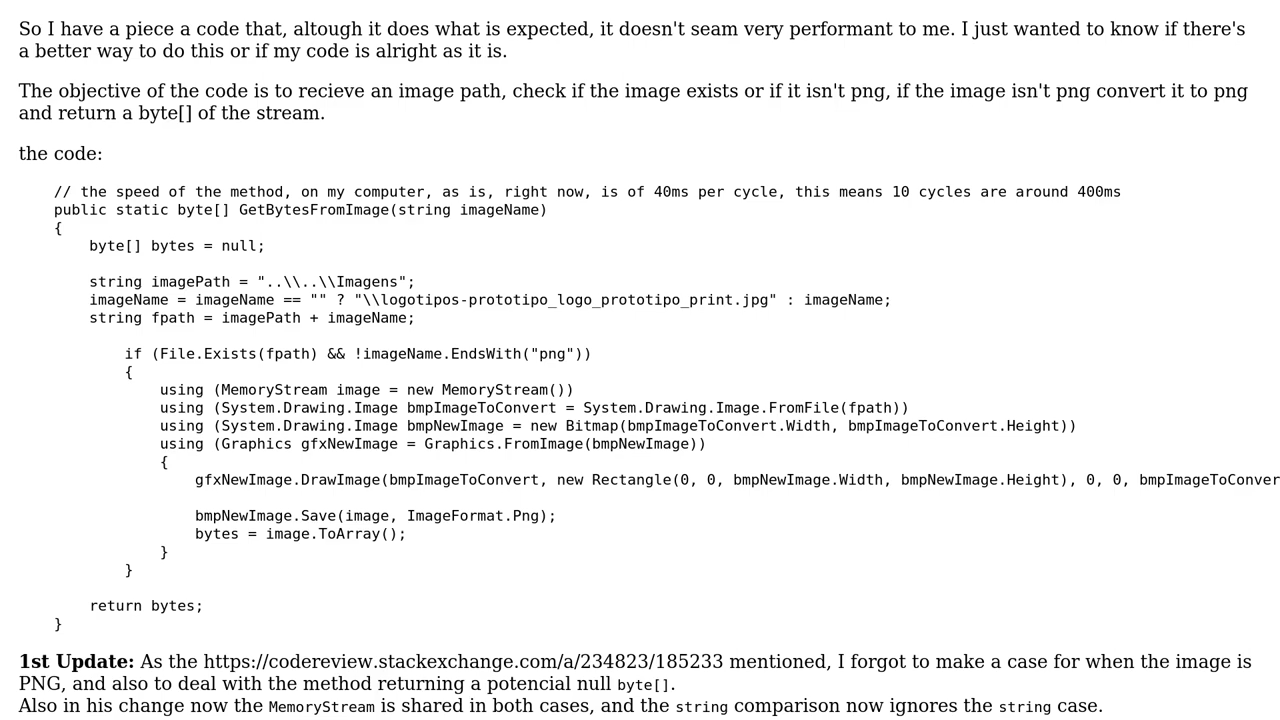 So I have a piece a code that, altough it does what is expected, it doesn't seam very performant to me. I just wanted to know if there's
a better way to do this or if my code is alright as it is.
The objective of the code is to recieve an image path, check if the image exists or if it isn't png, if the image isn't png convert it to png
and return a byte[] of the stream.
the code:
// the speed of the method, on my computer, as is, right now, is of 40ms per cycle, this means 10 cycles are around 400ms
public static byte[] GetBytesFromImage(string imageName)
{
byte[] bytes = null;
string imagePath = "..\\..\\Imagens";
imageName = imageName == "" ? "\\logotipos-prototipo_logo_prototipo_print.jpg" : imageName;
string fpath = imagePath + imageName;
if (File.Exists(fpath) && !imageName.EndsWith("png"))
{
using (MemoryStream image = new MemoryStream())
using (System.Drawing.Image bmpImageToConvert = System.Drawing.Image.FromFile(fpath))
using (System.Drawing.Image bmpNewImage = new Bitmap(bmpImageToConvert.Width, bmpImageToConvert.Height))
using (Graphics gfxNewImage = Graphics.FromImage(bmpNewImage))
{
gfxNewImage.DrawImage(bmpImageToConvert, new Rectangle(0, 0, bmpNewImage.Width, bmpNewImage.Height), 0, 0, bmpImageToConver
bmpNewImage.Save(image, ImageFormat.Png);
bytes = image.ToArray();
}
}
return bytes;
}
1st Update: As the https://codereview.stackexchange.com/a/234823/185233 mentioned, I forgot to make a case for when the image is
PNG, and also to deal with the method returning a potencial null byte[].
Also in his change now the MemoryStream is shared in both cases, and the string comparison now ignores the string case.